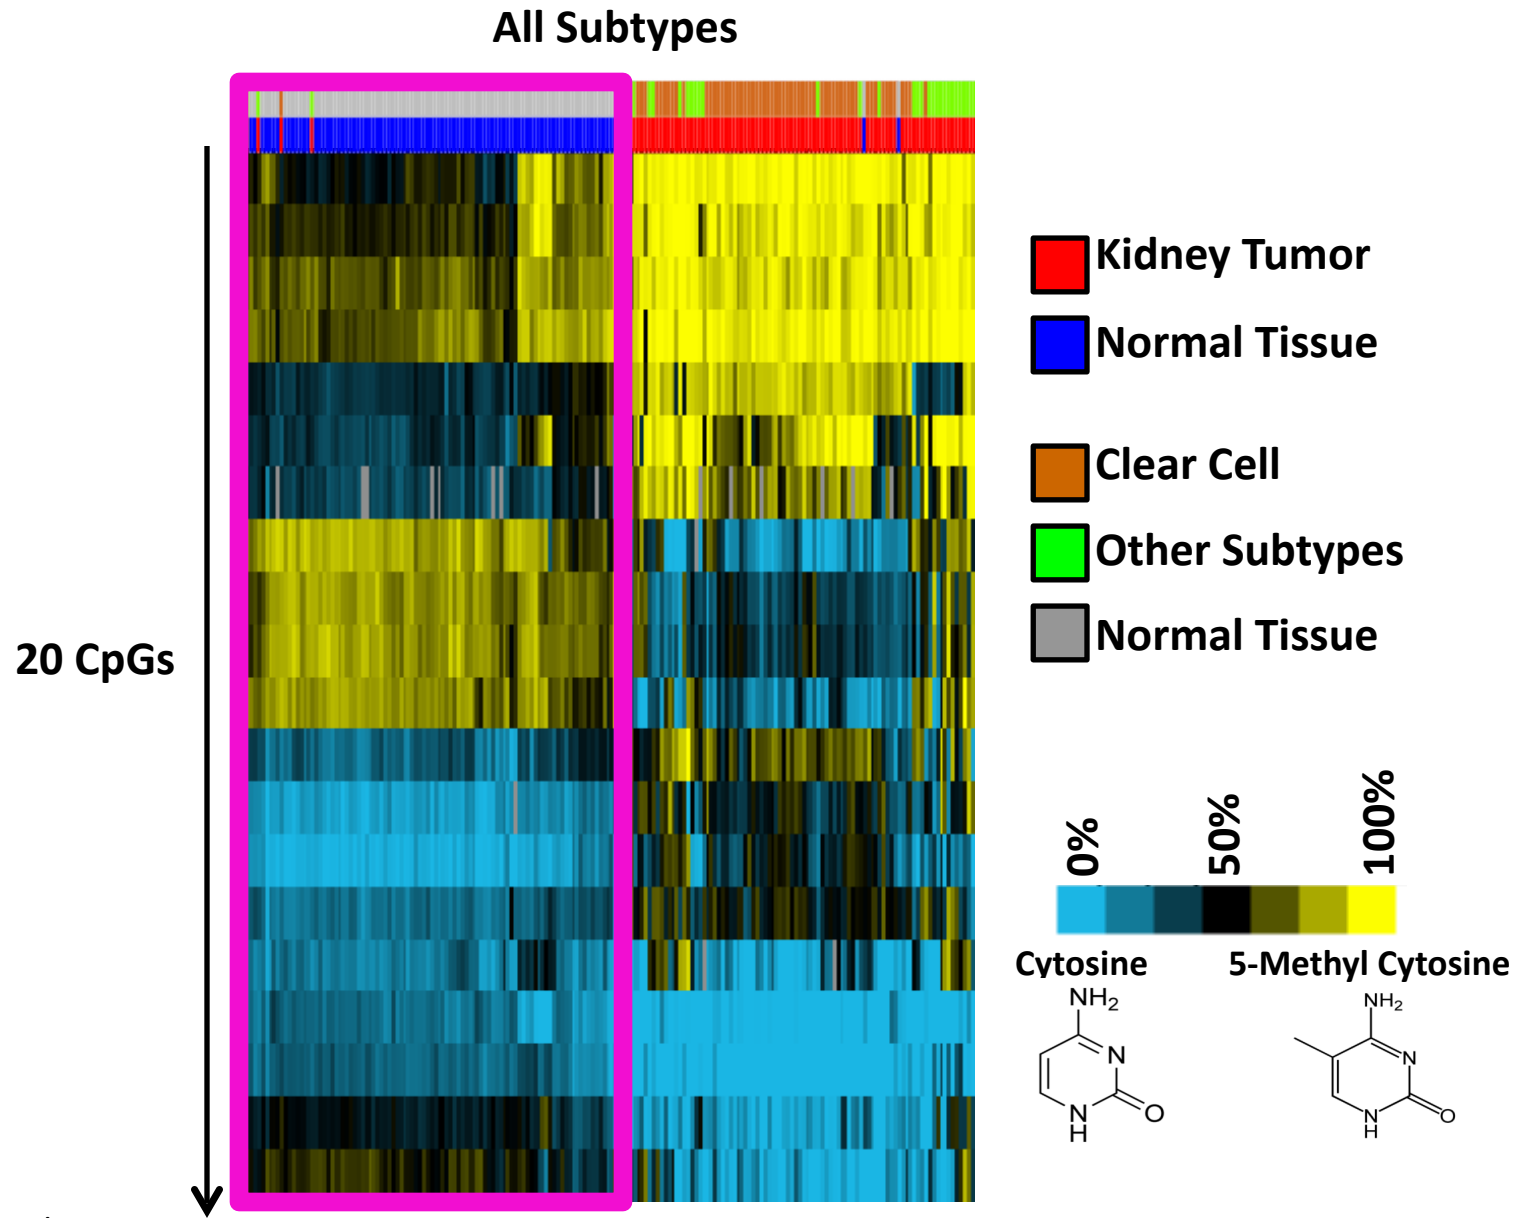 All Subtypes
20 CpGs
Kidney Tumor
Normal Tissue
Clear Cell
Other Subtypes
Normal Tissue
0% 50% 100%
Cytosine 5-Methyl Cytosine
NH2 NH2
N N
N O N O
H H